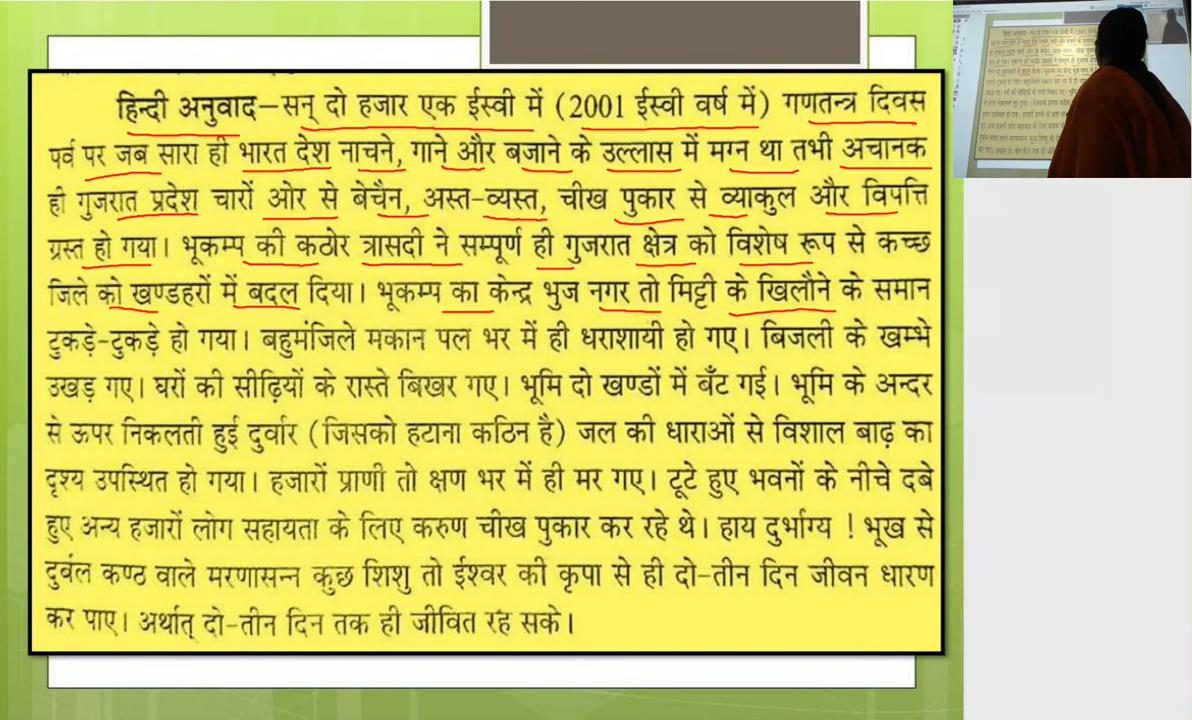 हिन्दी अनुवाद–सन् दो हजार एक ईस्वी में (2001 ईस्वी वर्ष में) गणतन्त्र दिवस
पर्व पर जब सारा ही भारत देश नाचने, गाने और बजाने के उल्लास में मग्न था तभी अचानक
ही गुजरात प्रदेश चारों ओर से बेचैन, अस्त-व्यस्त, चीख पुकार से व्याकुल और विपत्ति
ग्रस्त हो गया। भूकम्प की कठोर त्रासदी ने सम्पूर्ण ही गुजरात क्षेत्र को विशेष रूप से कच्छ
जिले को खण्डहरों में बदल दिया। भूकम्प का केन्द्र भुज नगर तो मिट्टी के खिलौने के समान
टुकड़े-टुकड़े हो गया। बहुमंजिले मकान पल भर में ही धराशायी हो गए। बिजली के खम्भे
उखड़ गए। घरों की सीढ़ियों के रास्ते बिखर गए। भूमि दो खण्डों में बँट गई। भूमि के अन्दर
से ऊपर निकलती हुई दुर्वार (जिसको हटाना कठिन है) जल की धाराओं से विशाल बाढ़ का
दृश्य उपस्थित हो गया। हजारों प्राणी तो क्षण भर में ही मर गए। टूटे हुए भवनों के नीचे दबे
हुए अन्य हजारों लोग सहायता के लिए करुण चीख पुकार कर रहे थे। हाय दुर्भाग्य ! भूख से
दुर्बल कण्ठ वाले मरणासन्न कुछ शिशु तो ईश्वर की कृपा से ही दो-तीन दिन जीवन धारण
कर पाए। अर्थात् दो-तीन दिन तक ही जीवित रह सके।